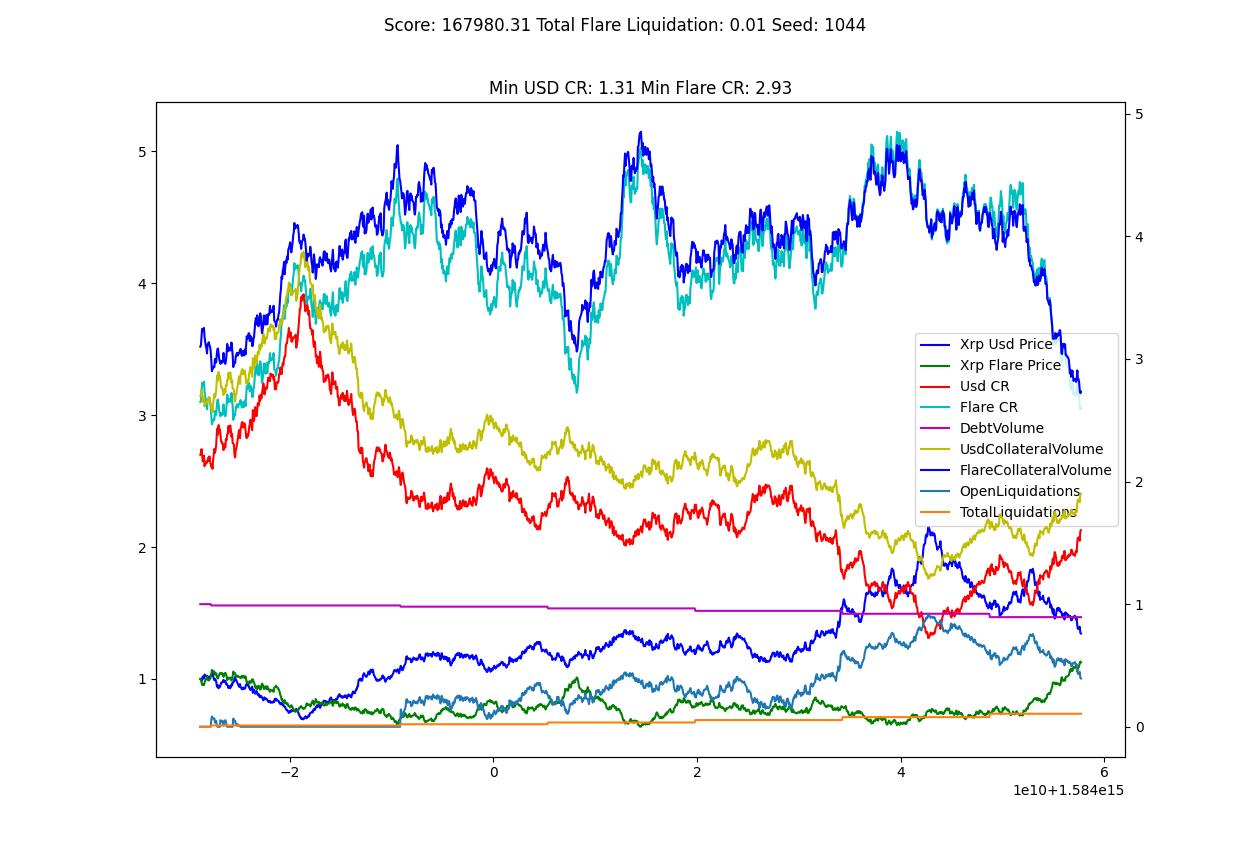 Score: 167980.31 Total Flare Liquidation: 0.01 Seed: 1044
Min USD CR: 1.31 Min Flare CR: 2.93
5
4
3
2
1
5
4
3
2
1
0
Xrp Usd Price
Xrp Flare Price
Usd CR
Flare CR
DebtVolume
UsdCollateralVolume
FlareCollateralVolume
OpenLiquidations
TotalLiquidations
−2 0 2 4 6
1e10+1.584e15